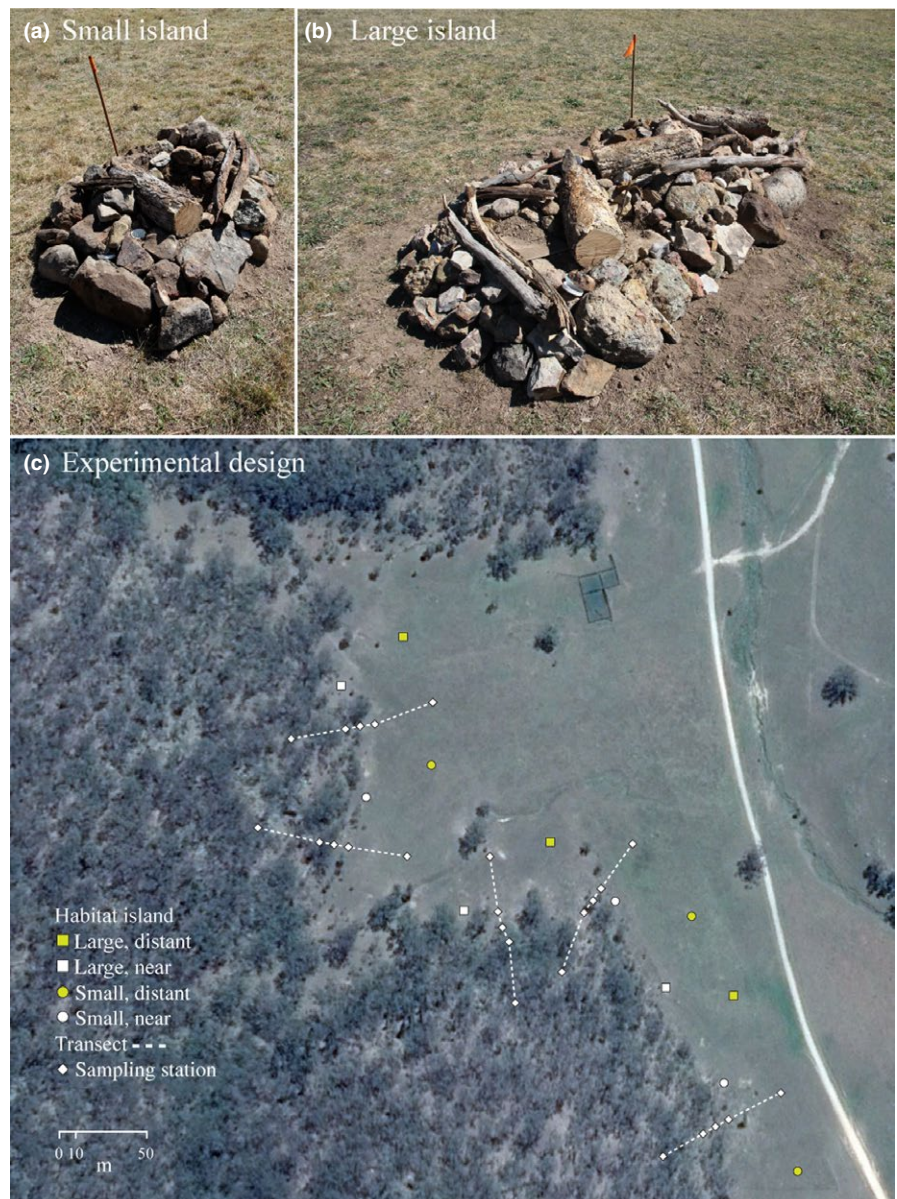 (a) Small island
(b) Large island
(c) Experimental design
Habitat island
Large, distant
Large, near
Small, distant
Small, near
Transect
Sampling station
0 10 50
m